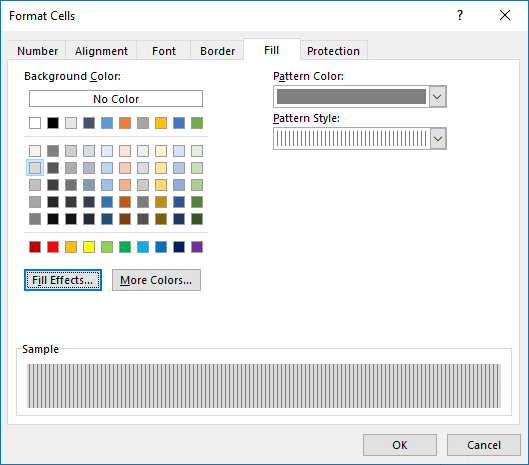 Format Cells
?
Number Alignment Font Border Fill Protection
Background Color:
No Color
Fill Effects...
More Colors...
Pattern Color:
Pattern Style:
Sample
OK
Cancel